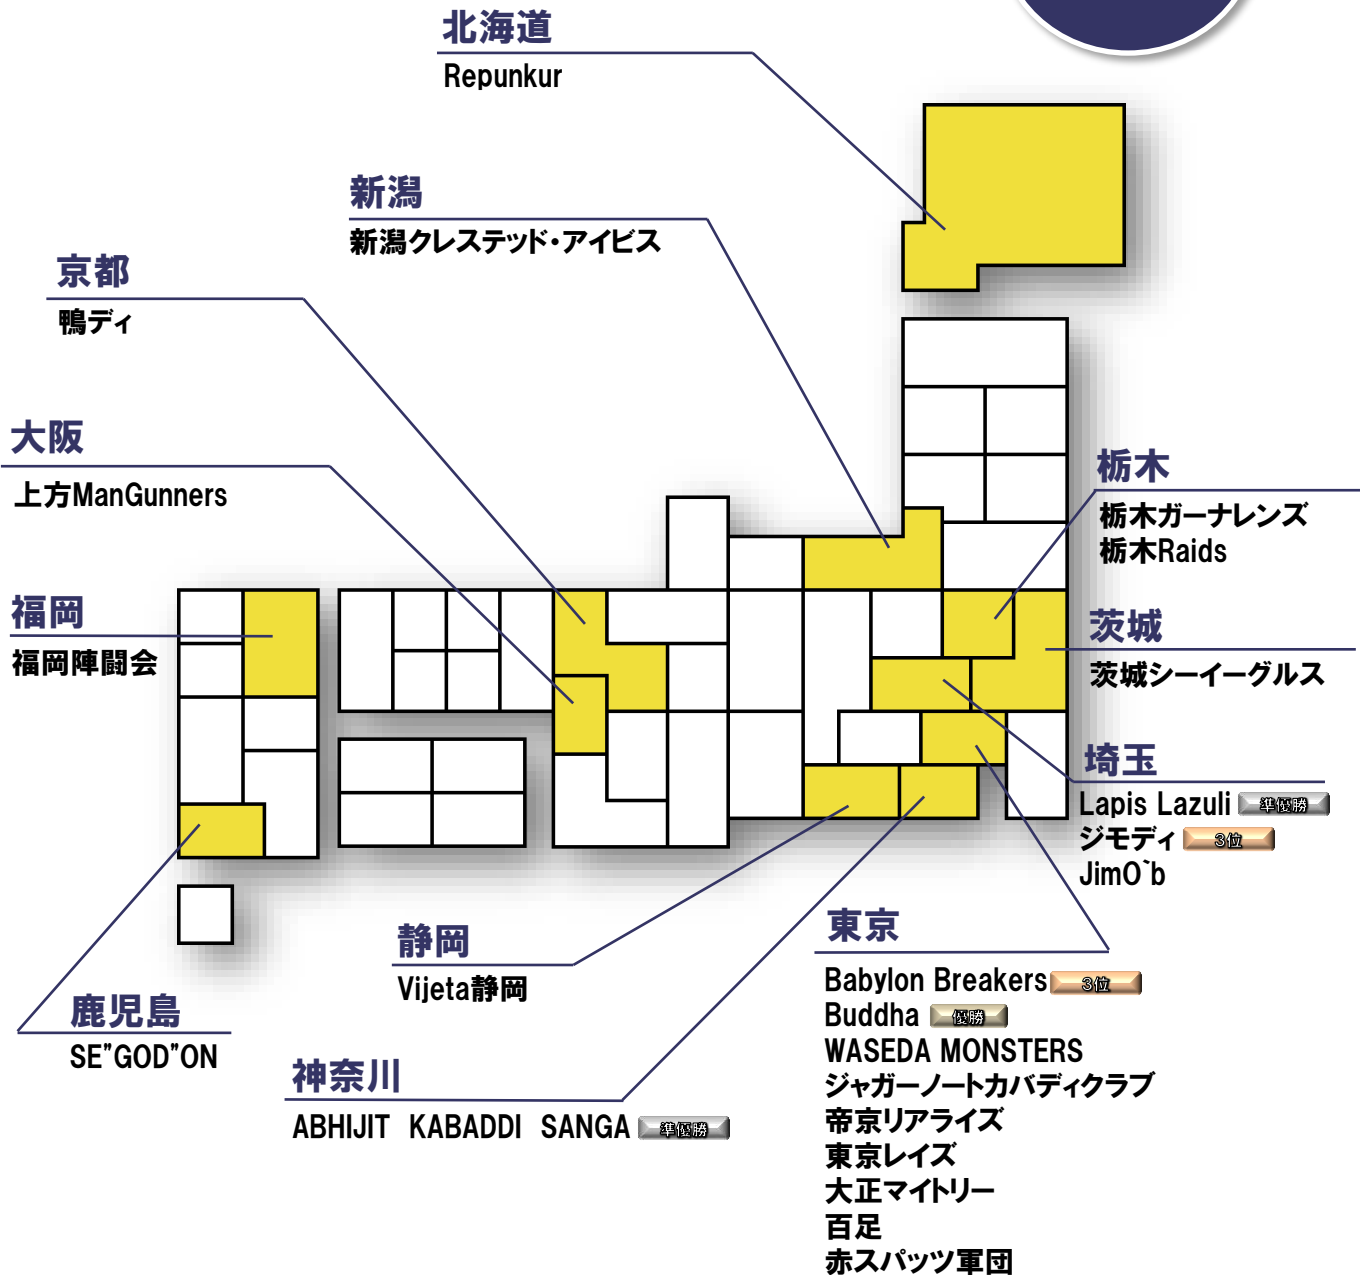 北海道
Repunkur
新潟
新潟クレステッド・アイビス
京都
鴨ディ
大阪
上方ManGunners
栃木
栃木ガーナレンズ
栃木Raids
福岡
福岡陣闘会
茨城
茨城シーイーグルス
埼玉
Lapis Lazuli 準優勝
ジモディ 3位
JimO`b
東京
Babylon Breakers 3位
Buddha 優勝
WASEDA MONSTERS
ジャガーノートカバディクラブ
帝京リアライズ
東京レイズ
大正マイトリー
百足
赤スパッツ軍団
静岡
Vijeta静岡
鹿児島
SE"GOD"ON
神奈川
ABHIJIT KABADDI SANGA 準優勝